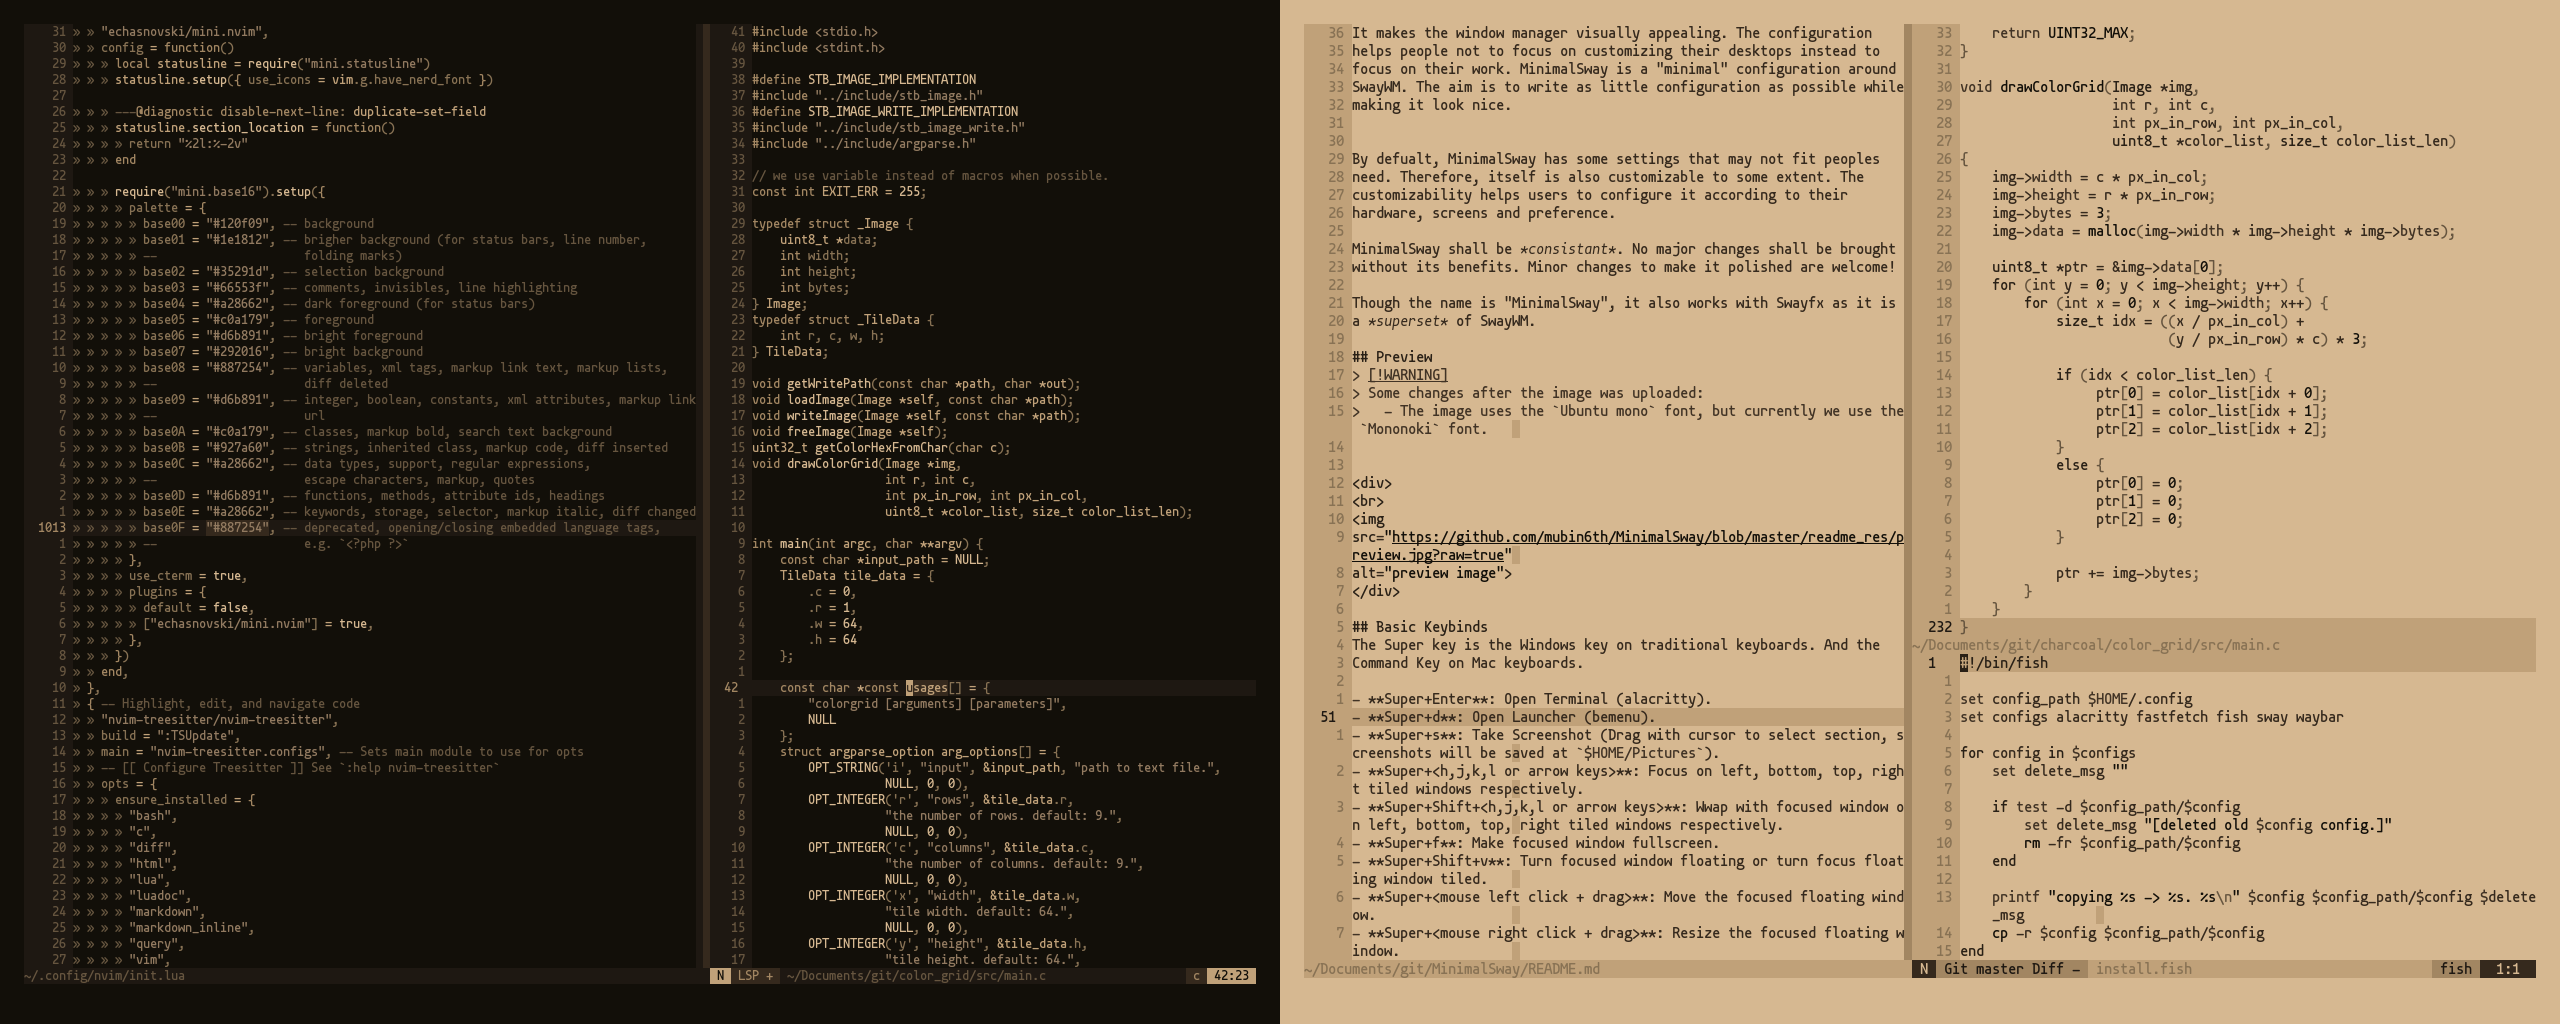 31 » » "echasnovski/mini.nvim",
30 » » config = function()
29 » » » local statusline = require("mini.statusline")
28 » » » statusline.setup({ use_icons = vim.g.have_nerd_font })
27
26 » » » ---@diagnostic disable-next-line: duplicate-set-field
25 » » » statusline.section_location = function()
24 » » » » return "%2l:%-2v"
23 » » » end
22
21 » » » require("mini.base16").setup({
20 » » » » palette = {
19 » » » » » base00 = "#120f09", -- background
18 » » » » » base01 = "#1e1812", -- brigher background (for status bars, line number,
17 » » » » » -- folding marks)
16 » » » » » base02 = "#35291d", -- selection background
15 » » » » » base03 = "#66553f", -- comments, invisibles, line highlighting
14 » » » » » base04 = "#a28662", -- dark foreground (for status bars)
13 » » » » » base05 = "#c0a179", -- foreground
12 » » » » » base06 = "#d6b891", -- bright foreground
11 » » » » » base07 = "#292016", -- bright background
10 » » » » » base08 = "#887254", -- variables, xml tags, markup link text, markup lists,
9 » » » » » -- diff deleted
8 » » » » » base09 = "#d6b891", -- integer, boolean, constants, xml attributes, markup link
7 » » » » » -- url
6 » » » » » base0A = "#c0a179", -- classes, markup bold, search text background
5 » » » » » base0B = "#927a60", -- strings, inherited class, markup code, diff inserted
4 » » » » » base0C = "#a28662", -- data types, support, regular expressions,
3 » » » » » -- escape characters, markup, quotes
2 » » » » » base0D = "#d6b891", -- functions, methods, attribute ids, headings
1 » » » » » base0E = "#a28662", -- keywords, storage, selector, markup italic, diff changed
1013 » » » » » base0F = "#887254", -- deprecated, opening/closing embedded language tags,
1 » » » » » -- e.g. `<?php ?>`
2 » » » » },
3 » » » » use_cterm = true,
4 » » » » plugins = {
5 » » » » » default = false,
6 » » » » » ["echasnovski/mini.nvim"] = true,
7 » » » » },
8 » » » })
9 » » end,
10 » },
11 » { -- Highlight, edit, and navigate code
12 » » "nvim-treesitter/nvim-treesitter",
13 » » build = ":TSUpdate",
14 » » main = "nvim-treesitter.configs", -- Sets main module to use for opts
15 » » -- [[ Configure Treesitter ]] See `:help nvim-treesitter`
16 » » opts = {
17 » » » ensure_installed = {
18 » » » » "bash",
19 » » » » "c",
20 » » » » "diff",
21 » » » » "html",
22 » » » » "lua",
23 » » » » "luadoc",
24 » » » » "markdown",
25 » » » » "markdown_inline",
26 » » » » "query",
27 » » » » "vim",
~/.config/nvim/init.lua
41 #include <stdio.h>
40 #include <stdint.h>
39
38 #define STB_IMAGE_IMPLEMENTATION
37 #include "../include/stb_image.h"
36 #define STB_IMAGE_WRITE_IMPLEMENTATION
35 #include "../include/stb_image_write.h"
34 #include "../include/argparse.h"
33
32 // we use variable instead of macros when possible.
31 const int EXIT_ERR = 255;
30
29 typedef struct _Image {
28     uint8_t *data;
27     int width;
26     int height;
25     int bytes;
24 } Image;
23 typedef struct _TileData {
22     int r, c, w, h;
21 } TileData;
20
19 void getWritePath(const char *path, char *out);
18 void loadImage(Image *self, const char *path);
17 void writeImage(Image *self, const char *path);
16 void freeImage(Image *self);
15 uint32_t getColorHexFromChar(char c);
14 void drawColorGrid(Image *img,
13                    int r, int c,
12                    int px_in_row, int px_in_col,
11                    uint8_t *color_list, size_t color_list_len);
10
9 int main(int argc, char **argv) {
8     const char *input_path = NULL;
7     TileData tile_data = {
6         .c = 0,
5         .r = 1,
4         .w = 64,
3         .h = 64
2     };
1
42     const char *const usages[] = {
1         "colorgrid [arguments] [parameters]",
2         NULL
3     };
4     struct argparse_option arg_options[] = {
5         OPT_STRING('i', "input", &input_path, "path to text file.",
6                    NULL, 0, 0),
7         OPT_INTEGER('r', "rows", &tile_data.r,
8                    "the number of rows. default: 9.",
9                    NULL, 0, 0),
10         OPT_INTEGER('c', "columns", &tile_data.c,
11                    "the number of columns. default: 9.",
12                    NULL, 0, 0),
13         OPT_INTEGER('x', "width", &tile_data.w,
14                    "tile width. default: 64.",
15                    NULL, 0, 0),
16         OPT_INTEGER('y', "height", &tile_data.h,
17                    "tile height. default: 64.",
N LSP + ~/Documents/git/color_grid/src/main.c c 42:23
36 It makes the window manager visually appealing. The configuration
35 helps people not to focus on customizing their desktops instead to
34 focus on their work. MinimalSway is a "minimal" configuration around
33 SwayWM. The aim is to write as little configuration as possible while
32 making it look nice.
31
30
29 By defualt, MinimalSway has some settings that may not fit peoples
28 need. Therefore, itself is also customizable to some extent. The
27 customizability helps users to configure it according to their
26 hardware, screens and preference.
25
24 MinimalSway shall be *consistant*. No major changes shall be brought
23 without its benefits. Minor changes to make it polished are welcome!
22
21 Though the name is "MinimalSway", it also works with Swayfx as it is
20 a *superset* of SwayWM.
19
18 ## Preview
17 > [!WARNING]
16 > Some changes after the image was uploaded:
15 >   - The image uses the `Ubuntu mono` font, but currently we use the
`Mononoki` font.
14
13
12 <div>
11 <br>
10 <img
9 src="https://github.com/mubin6th/MinimalSway/blob/master/readme_res/p
review.jpg?raw=true"
8 alt="preview image">
7 </div>
6
5 ## Basic Keybinds
4 The Super key is the Windows key on traditional keyboards. And the
3 Command Key on Mac keyboards.
2
1 - **Super+Enter**: Open Terminal (alacritty).
51 - **Super+d**: Open Launcher (bemenu).
1 - **Super+s**: Take Screenshot (Drag with cursor to select section, s
creenshots will be saved at `$HOME/Pictures`).
2 - **Super+<h,j,k,l or arrow keys>**: Focus on left, bottom, top, righ
t tiled windows respectively.
3 - **Super+Shift+<h,j,k,l or arrow keys>**: Wwap with focused window o
n left, bottom, top, right tiled windows respectively.
4 - **Super+f**: Make focused window fullscreen.
5 - **Super+Shift+v**: Turn focused window floating or turn focus float
ing window tiled.
6 - **Super+<mouse left click + drag>**: Move the focused floating wind
ow.
7 - **Super+<mouse right click + drag>**: Resize the focused floating w
indow.
~/Documents/git/MinimalSway/README.md
33     return UINT32_MAX;
32 }
31
30 void drawColorGrid(Image *img,
29                    int r, int c,
28                    int px_in_row, int px_in_col,
27                    uint8_t *color_list, size_t color_list_len)
26 {
25     img->width = c * px_in_col;
24     img->height = r * px_in_row;
23     img->bytes = 3;
22     img->data = malloc(img->width * img->height * img->bytes);
21
20     uint8_t *ptr = &img->data[0];
19     for (int y = 0; y < img->height; y++) {
18         for (int x = 0; x < img->width; x++) {
17             size_t idx = ((x / px_in_col) +
16                           (y / px_in_row) * c) * 3;
15
14             if (idx < color_list_len) {
13                 ptr[0] = color_list[idx + 0];
12                 ptr[1] = color_list[idx + 1];
11                 ptr[2] = color_list[idx + 2];
10             }
9             else {
8                 ptr[0] = 0;
7                 ptr[1] = 0;
6                 ptr[2] = 0;
5             }
4
3             ptr += img->bytes;
2         }
1     }
232 }
~/Documents/git/charcoal/color_grid/src/main.c
1 #!/bin/fish
1
2 set config_path $HOME/.config
3 set configs alacritty fastfetch fish sway waybar
4
5 for config in $configs
6     set delete_msg ""
7
8     if test -d $config_path/$config
9         set delete_msg "[deleted old $config config.]"
10         rm -fr $config_path/$config
11     end
12
13     printf "copying %s -> %s. %s\n" $config $config_path/$config $delete
_msg
14     cp -r $config $config_path/$config
15 end
N Git master Diff - install.fish fish 1:1